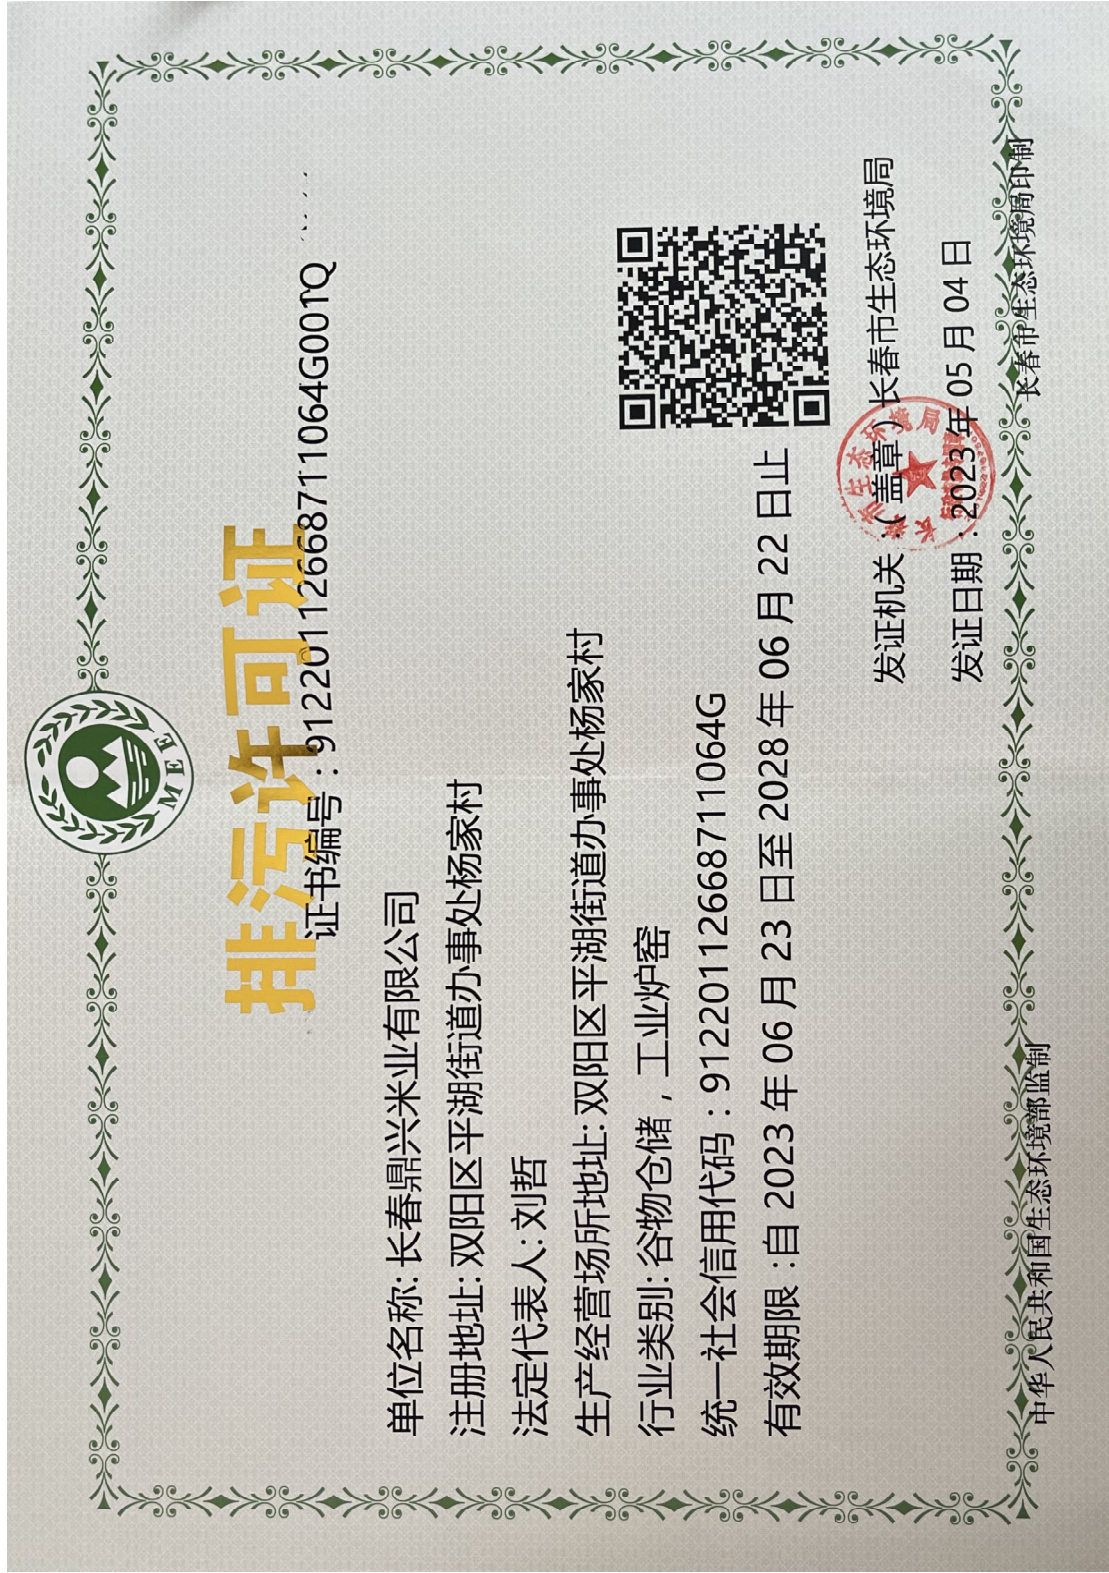 MEE
排污许可证
证书编号：91220112668711064G001Q
单位名称:长春鼎兴米业有限公司
注册地址:双阳区平湖街道办事处杨家村
法定代表人:刘哲
生产经营场所地址:双阳区平湖街道办事处杨家村
行业类别:谷物仓储，工业炉窑
统一社会信用代码：91220112668711064G
有效期限:自2023年06月23日至2028年06月22日止
发证机关:（盖章）长春市生态环境局
长春市生态环境局
发证日期:2023年05月04日
中华人民共和国生态环境部监制
长春市生态环境局印制